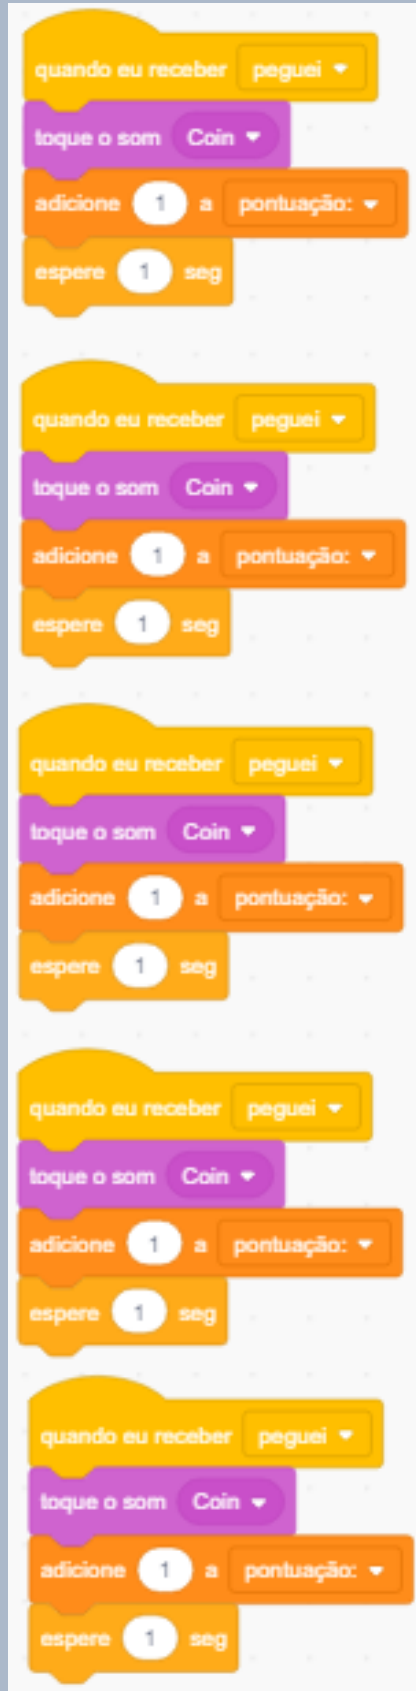 quando eu receber peguei
toque o som Coin
adicione 1 a pontuação:
espere 1 seg
quando eu receber peguei
toque o som Coin
adicione 1 a pontuação:
espere 1 seg
quando eu receber peguei
toque o som Coin
adicione 1 a pontuação:
espere 1 seg
quando eu receber peguei
toque o som Coin
adicione 1 a pontuação:
espere 1 seg
quando eu receber peguei
toque o som Coin
adicione 1 a pontuação:
espere 1 seg